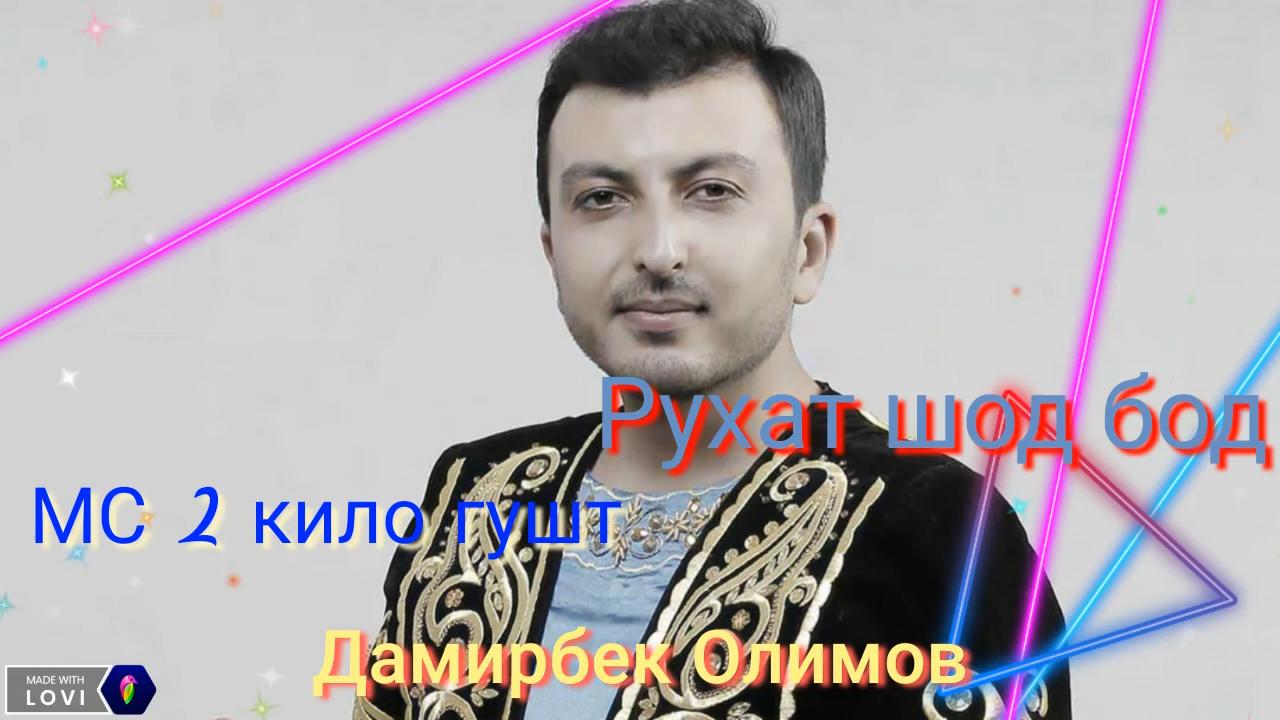 Рухат шод бод
МС 2 кило гушт
Дамирбек Олимов
MADE WITH
LOVI